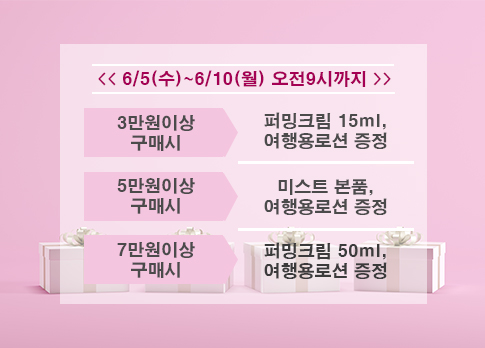 << 6/5(수)~6/10(월) 오전9시까지 >>
3만원이상
구매시
퍼밍크림 15ml,
여행용로션 증정
5만원이상
구매시
미스트 본품,
여행용로션 증정
7만원이상
구매시
퍼밍크림 50ml,
여행용로션 증정